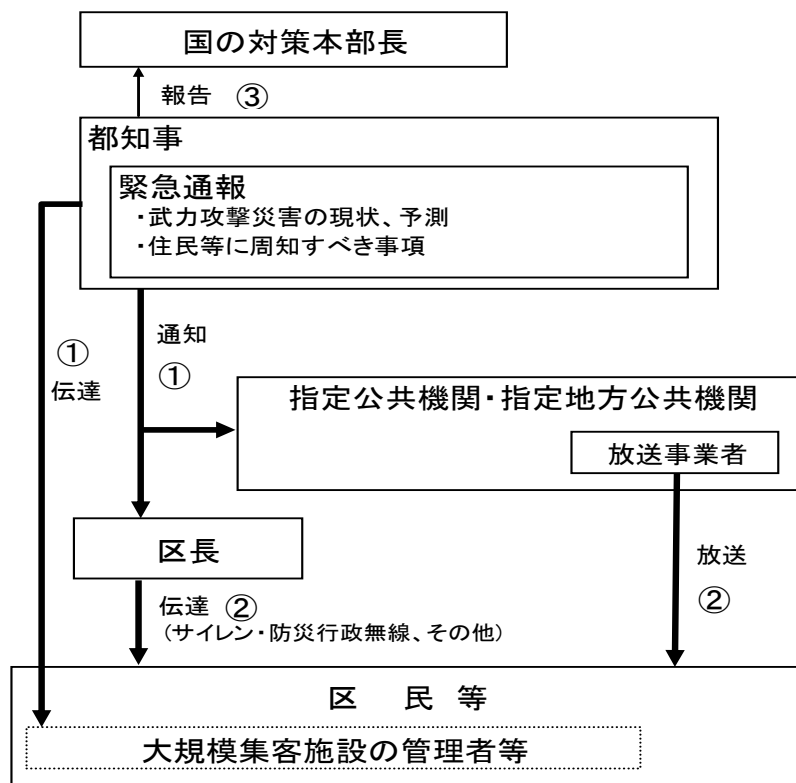 国の対策本部長
報告 ③
都知事
緊急通報
・武力攻撃災害の現状、予測
・住民等に周知すべき事項
①
伝達
通知
①
指定公共機関・指定地方公共機関
放送事業者
区長
伝達 ②
(サイレン・防災行政無線、その他)
放送
②
区 民 等
大規模集客施設の管理者等